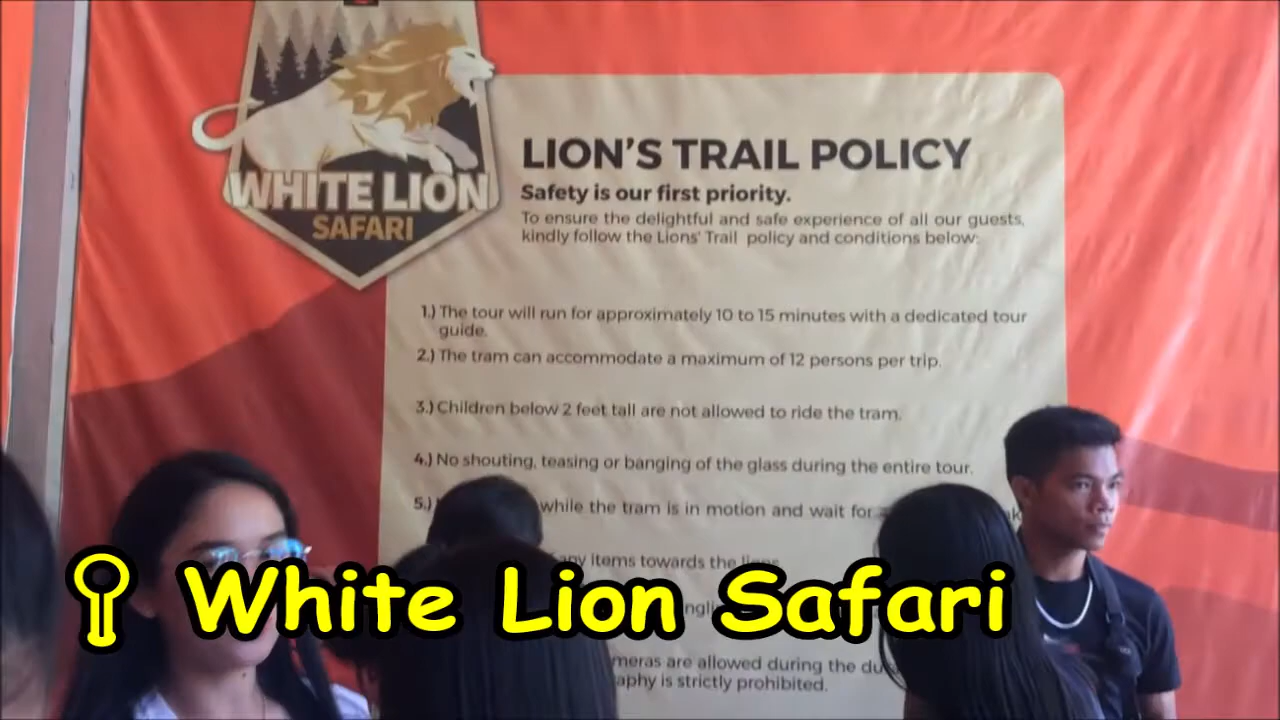 WHITE LION
SAFARI
LION'S TRAIL POLICY
Safety is our first priority.
To ensure the delightful and safe experience of all our guests,
kindly follow the Lions' Trail policy and conditions below:
1.) The tour will run for approximately 10 to 15 minutes with a dedicated tour
guide.
2.) The tram can accommodate a maximum of 12 persons per trip.
3.) Children below 2 feet tall are not allowed to ride the tram.
4.) No shouting, teasing or banging of the glass during the entire tour.
5.) while the tram is in motion and wait for
any items towards the lions.
meras are allowed during the du
aphy is strictly prohibited.
White Lion Safari